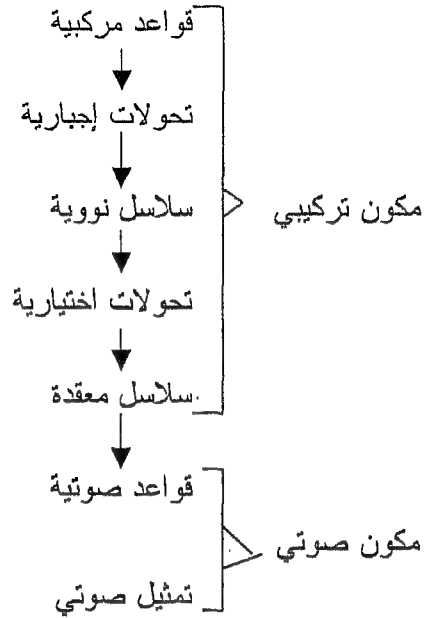 قواعد مركبية
تحولات إجبارية
سلاسل نووية
مكون تركيبي
تحولات اختيارية
سلاسل معقدة
قواعد صوتية
مكون صوتي
تمثيل صوتي